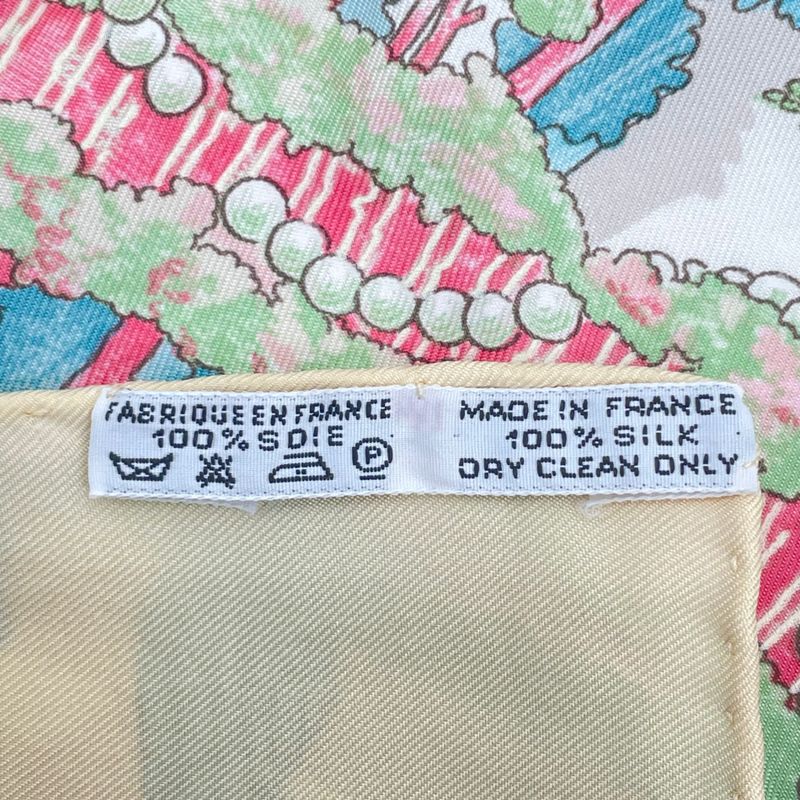 FABRIQUE EN FRANCE
100% SOIE
P
MADE IN FRANCE
100% SILK
DRY CLEAN ONLY